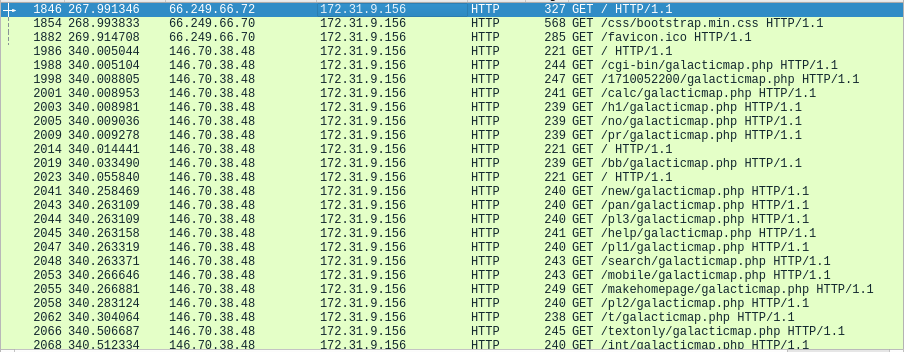 1846 267.991346 66.249.66.72 172.31.9.156 HTTP 327 GET / HTTP/1.1
1854 268.993833 66.249.66.70 172.31.9.156 HTTP 568 GET /css/bootstrap.min.css HTTP/1.1
1882 269.914708 66.249.66.70 172.31.9.156 HTTP 285 GET /favicon.ico HTTP/1.1
1986 340.005044 146.70.38.48 172.31.9.156 HTTP 221 GET / HTTP/1.1
1988 340.005104 146.70.38.48 172.31.9.156 HTTP 244 GET /cgi-bin/galacticmap.php HTTP/1.1
1998 340.008805 146.70.38.48 172.31.9.156 HTTP 247 GET /1710052200/galacticmap.php HTTP/1.1
2001 340.008953 146.70.38.48 172.31.9.156 HTTP 241 GET /calc/galacticmap.php HTTP/1.1
2003 340.008981 146.70.38.48 172.31.9.156 HTTP 239 GET /h1/galacticmap.php HTTP/1.1
2005 340.009036 146.70.38.48 172.31.9.156 HTTP 239 GET /no/galacticmap.php HTTP/1.1
2009 340.009278 146.70.38.48 172.31.9.156 HTTP 239 GET /pr/galacticmap.php HTTP/1.1
2014 340.014441 146.70.38.48 172.31.9.156 HTTP 221 GET / HTTP/1.1
2019 340.033490 146.70.38.48 172.31.9.156 HTTP 239 GET /bb/galacticmap.php HTTP/1.1
2023 340.055840 146.70.38.48 172.31.9.156 HTTP 221 GET / HTTP/1.1
2041 340.258469 146.70.38.48 172.31.9.156 HTTP 240 GET /new/galacticmap.php HTTP/1.1
2043 340.263109 146.70.38.48 172.31.9.156 HTTP 240 GET /pan/galacticmap.php HTTP/1.1
2044 340.263109 146.70.38.48 172.31.9.156 HTTP 240 GET /pl3/galacticmap.php HTTP/1.1
2045 340.263158 146.70.38.48 172.31.9.156 HTTP 241 GET /help/galacticmap.php HTTP/1.1
2047 340.263319 146.70.38.48 172.31.9.156 HTTP 240 GET /pl1/galacticmap.php HTTP/1.1
2048 340.263371 146.70.38.48 172.31.9.156 HTTP 243 GET /search/galacticmap.php HTTP/1.1
2053 340.266646 146.70.38.48 172.31.9.156 HTTP 243 GET /mobile/galacticmap.php HTTP/1.1
2055 340.266881 146.70.38.48 172.31.9.156 HTTP 249 GET /makehomepage/galacticmap.php HTTP/1.1
2058 340.283124 146.70.38.48 172.31.9.156 HTTP 240 GET /pl2/galacticmap.php HTTP/1.1
2062 340.304064 146.70.38.48 172.31.9.156 HTTP 238 GET /t/galacticmap.php HTTP/1.1
2066 340.506687 146.70.38.48 172.31.9.156 HTTP 245 GET /textonly/galacticmap.php HTTP/1.1
2068 340.512334 146.70.38.48 172.31.9.156 HTTP 240 GET /int/galacticmap.php HTTP/1.1